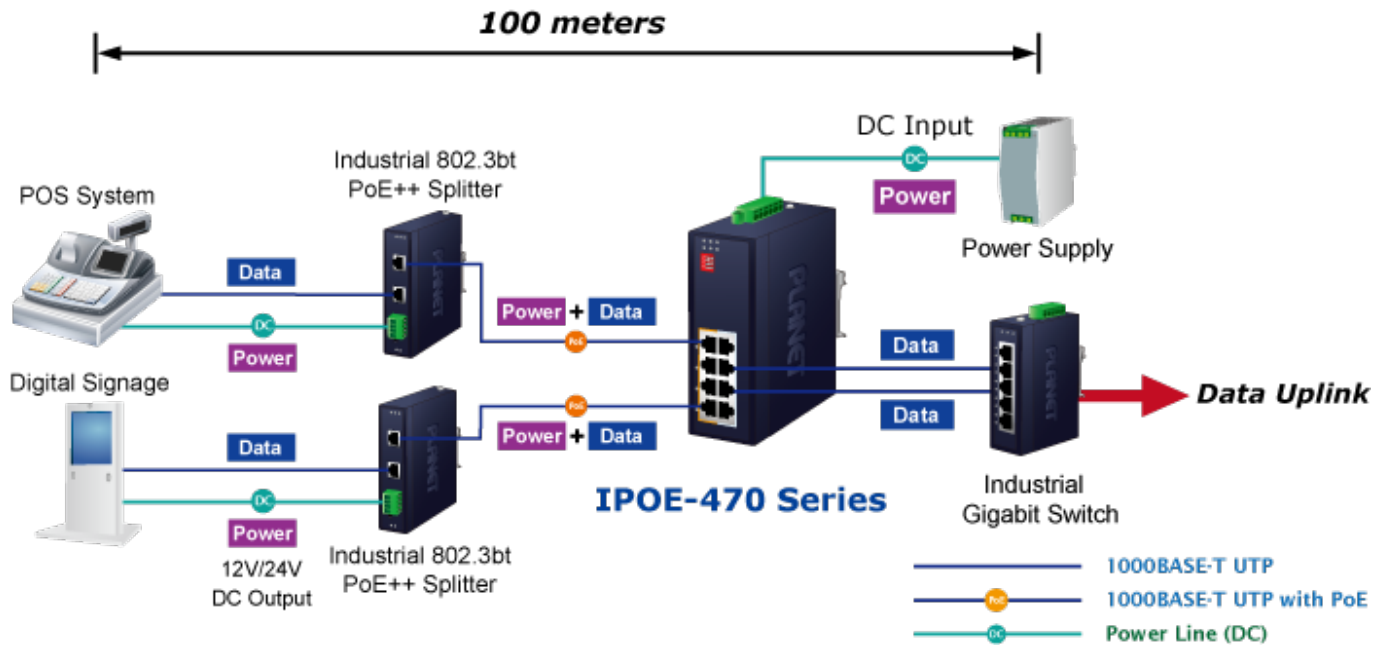 100 meters
DC Input
DC
Power
Power Supply
Industrial 802.3bt
PoE++ Splitter
POS System
Data
DC
Power
Power + Data
PoE
PLANET
Data
Data
PLANET
Data Uplink
Industrial
Gigabit Switch
Digital Signage
PoE
Power + Data
Data
DC
Power
12V/24V
DC Output
Industrial 802.3bt
PoE++ Splitter
IPOE-470 Series
1000BASE-T UTP
PoE
1000BASE-T UTP with PoE
DC
Power Line (DC)